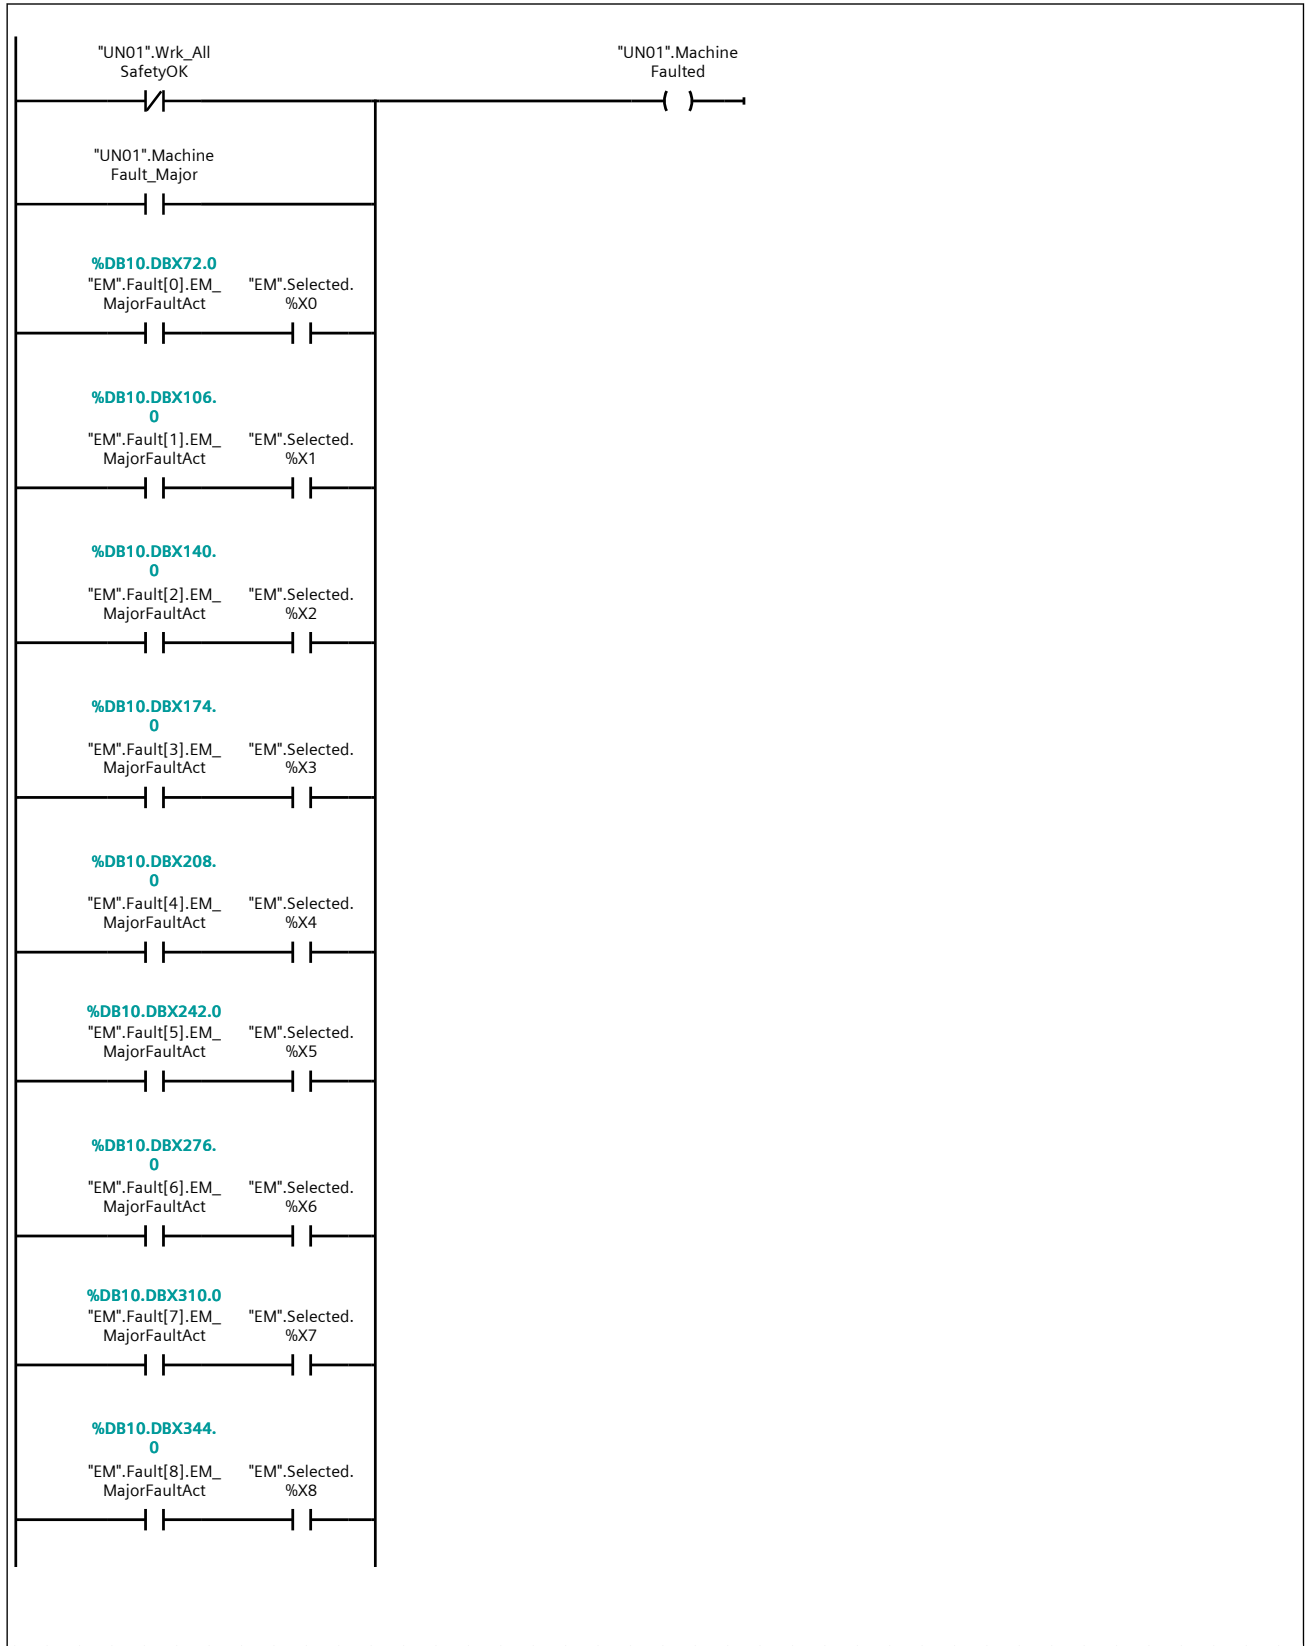 "UN01".Wrk_All
SafetyOK
"UN01".Machine
Faulted
"UN01".Machine
Fault_Major
%DB10.DBX72.0
"EM".Fault[0].EM_
MajorFaultAct
"EM".Selected.
%X0
%DB10.DBX106.
0
"EM".Fault[1].EM_
MajorFaultAct
"EM".Selected.
%X1
%DB10.DBX140.
0
"EM".Fault[2].EM_
MajorFaultAct
"EM".Selected.
%X2
%DB10.DBX174.
0
"EM".Fault[3].EM_
MajorFaultAct
"EM".Selected.
%X3
%DB10.DBX208.
0
"EM".Fault[4].EM_
MajorFaultAct
"EM".Selected.
%X4
%DB10.DBX242.0
"EM".Fault[5].EM_
MajorFaultAct
"EM".Selected.
%X5
%DB10.DBX276.
0
"EM".Fault[6].EM_
MajorFaultAct
"EM".Selected.
%X6
%DB10.DBX310.0
"EM".Fault[7].EM_
MajorFaultAct
"EM".Selected.
%X7
%DB10.DBX344.
0
"EM".Fault[8].EM_
MajorFaultAct
"EM".Selected.
%X8